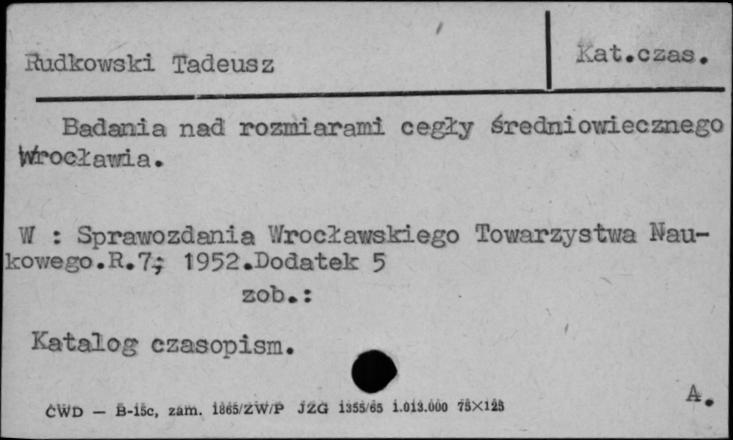 Rudkowski Tadeusz
Kat.czas.
Badania nad rozmiarami cegły średniowiecznego
Wrocławia.
W : Sprawozdania Wrocławskiego Towarzystwa Nau-
kowego.R.7; 1952.Dodatek 5
zob.:
Katalog czasopism.
A.
CWD — B-15c, zam. 1865/ZW/P JZG 1355/65 1.013.000 75×125